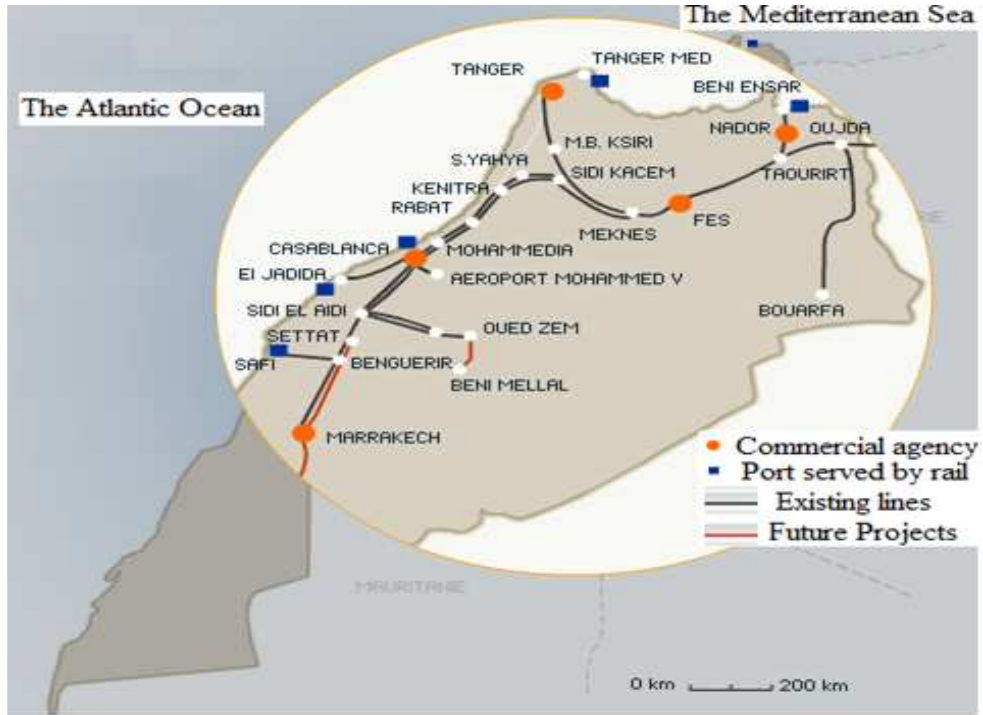 The Mediterranean Sea
The Atlantic Ocean
TANGER
TANGER MED
BENI ENSAR
NADOR
OUJDA
M.B. KSIRI
S.YAHYA
SIDI KACEM
TAOURIRT
KENITRA
RABAT
FES
MEKNES
CASABLANCA
MOHAMMEDIA
El JADIDA
AEROPORT MOHAMMED V
SIDI EL AIDI
BOUARFA
SETTAT
OUED ZEM
SAFI
BENGUERIR
BENI MELLAL
MARRAKECH
Commercial agency
Port served by rail
Existing lines
Future Projects
MAURITANIE
0 km
200 km